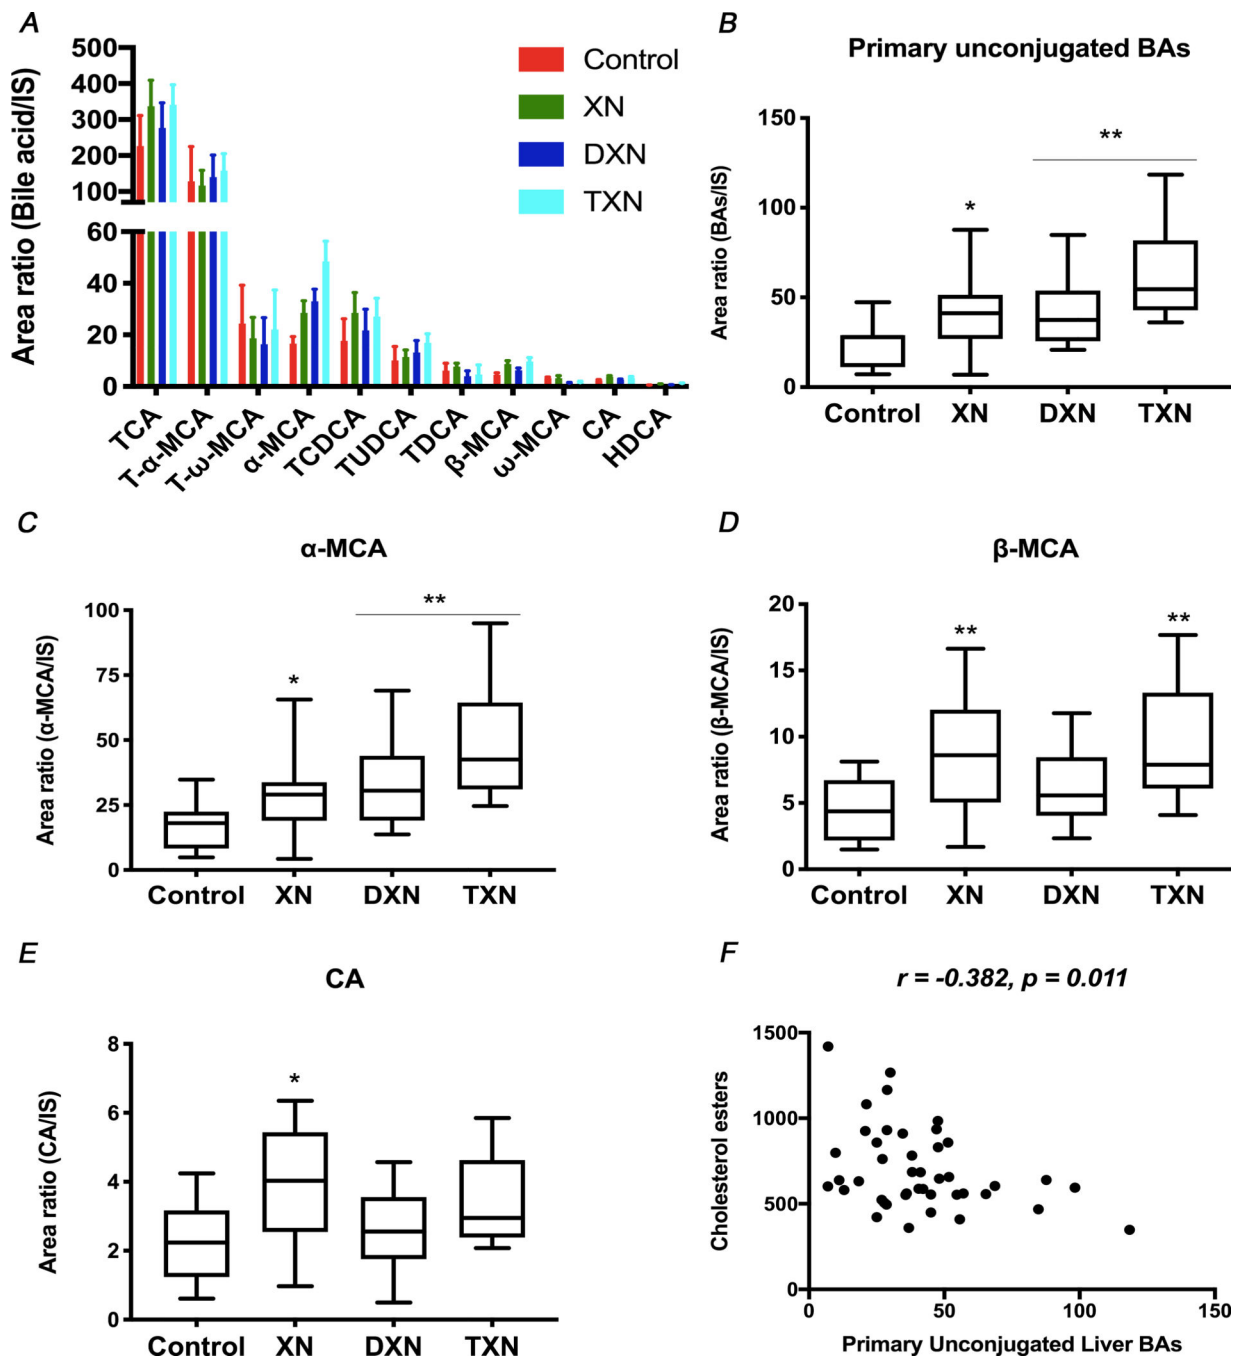 A
Area ratio (Bile acid/IS)
500
400
300
200
100
60
40
20
0
TCA
T-α-MCA
T-ω-MCA
α-MCA
TCDCA
TUDCA
TDCA
β-MCA
ω-MCA
CA
HDCA
Control
XN
DXN
TXN
B
Primary unconjugated BAs
Area ratio (BAs/IS)
150
100
50
0
*
**
Control XN DXN TXN
C
α-MCA
Area ratio (α-MCA/IS)
100
75
50
25
0
*
**
Control XN DXN TXN
D
β-MCA
Area ratio (β-MCA/IS)
20
15
10
5
0
**
**
Control XN DXN TXN
E
CA
Area ratio (CA/IS)
8
6
4
2
0
*
Control XN DXN TXN
F
r = -0.382, p = 0.011
Cholesterol esters
1500
1000
500
0
0 50 100 150
Primary Unconjugated Liver BAs